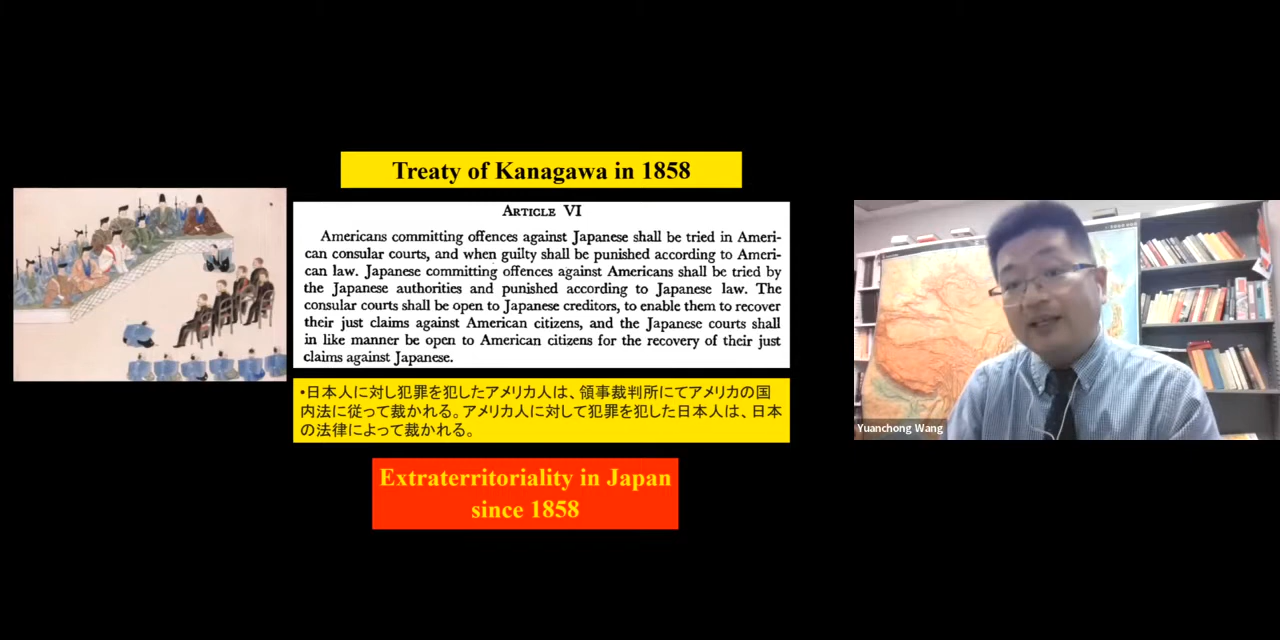 Treaty of Kanagawa in 1858
ARTICLE VI
Americans committing offences against Japanese shall be tried in Ameri-
can consular courts, and when guilty shall be punished according to Ameri-
can law. Japanese committing offences against Americans shall be tried by
the Japanese authorities and punished according to Japanese law. The
consular courts shall be open to Japanese creditors, to enable them to recover
their just claims against American citizens, and the Japanese courts shall
in like manner be open to American citizens for the recovery of their just
claims against Japanese.
•日本人に対し犯罪を犯したアメリカ人は、領事裁判所にてアメリカの国
内法に従って裁かれる。アメリカ人に対して犯罪を犯した日本人は、日本
の法律によって裁かれる。
Extraterritoriality in Japan
since 1858
Yuanchong Wang